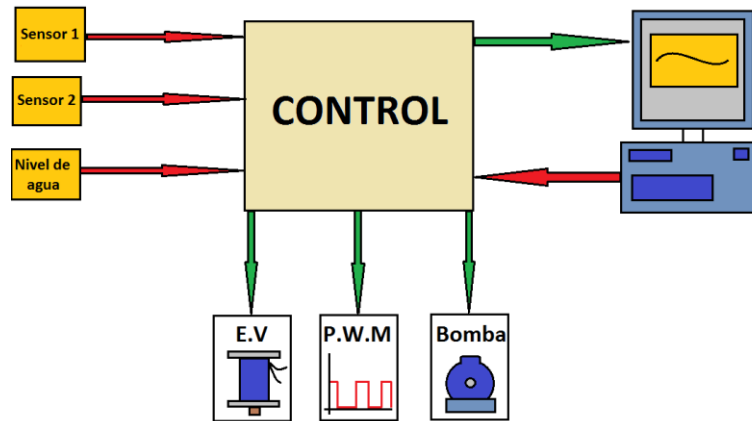 Sensor 1
Sensor 2
Nivel de
agua
CONTROL
E.V
P.W.M
Bomba